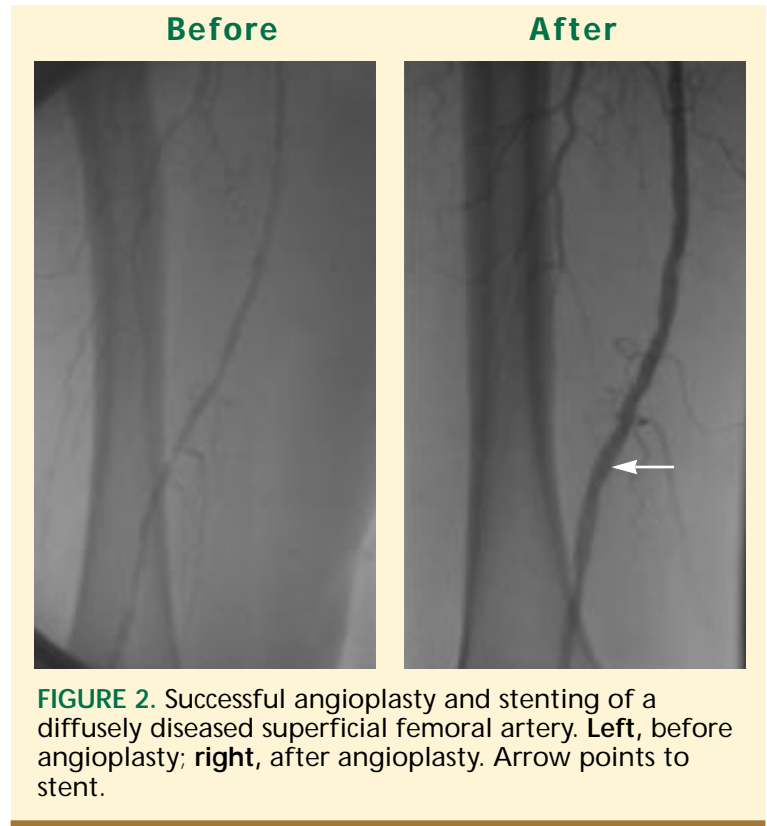 Before
After
FIGURE 2. Successful angioplasty and stenting of a
diffusely diseased superficial femoral artery. Left, before
angioplasty; right, after angioplasty. Arrow points to
stent.